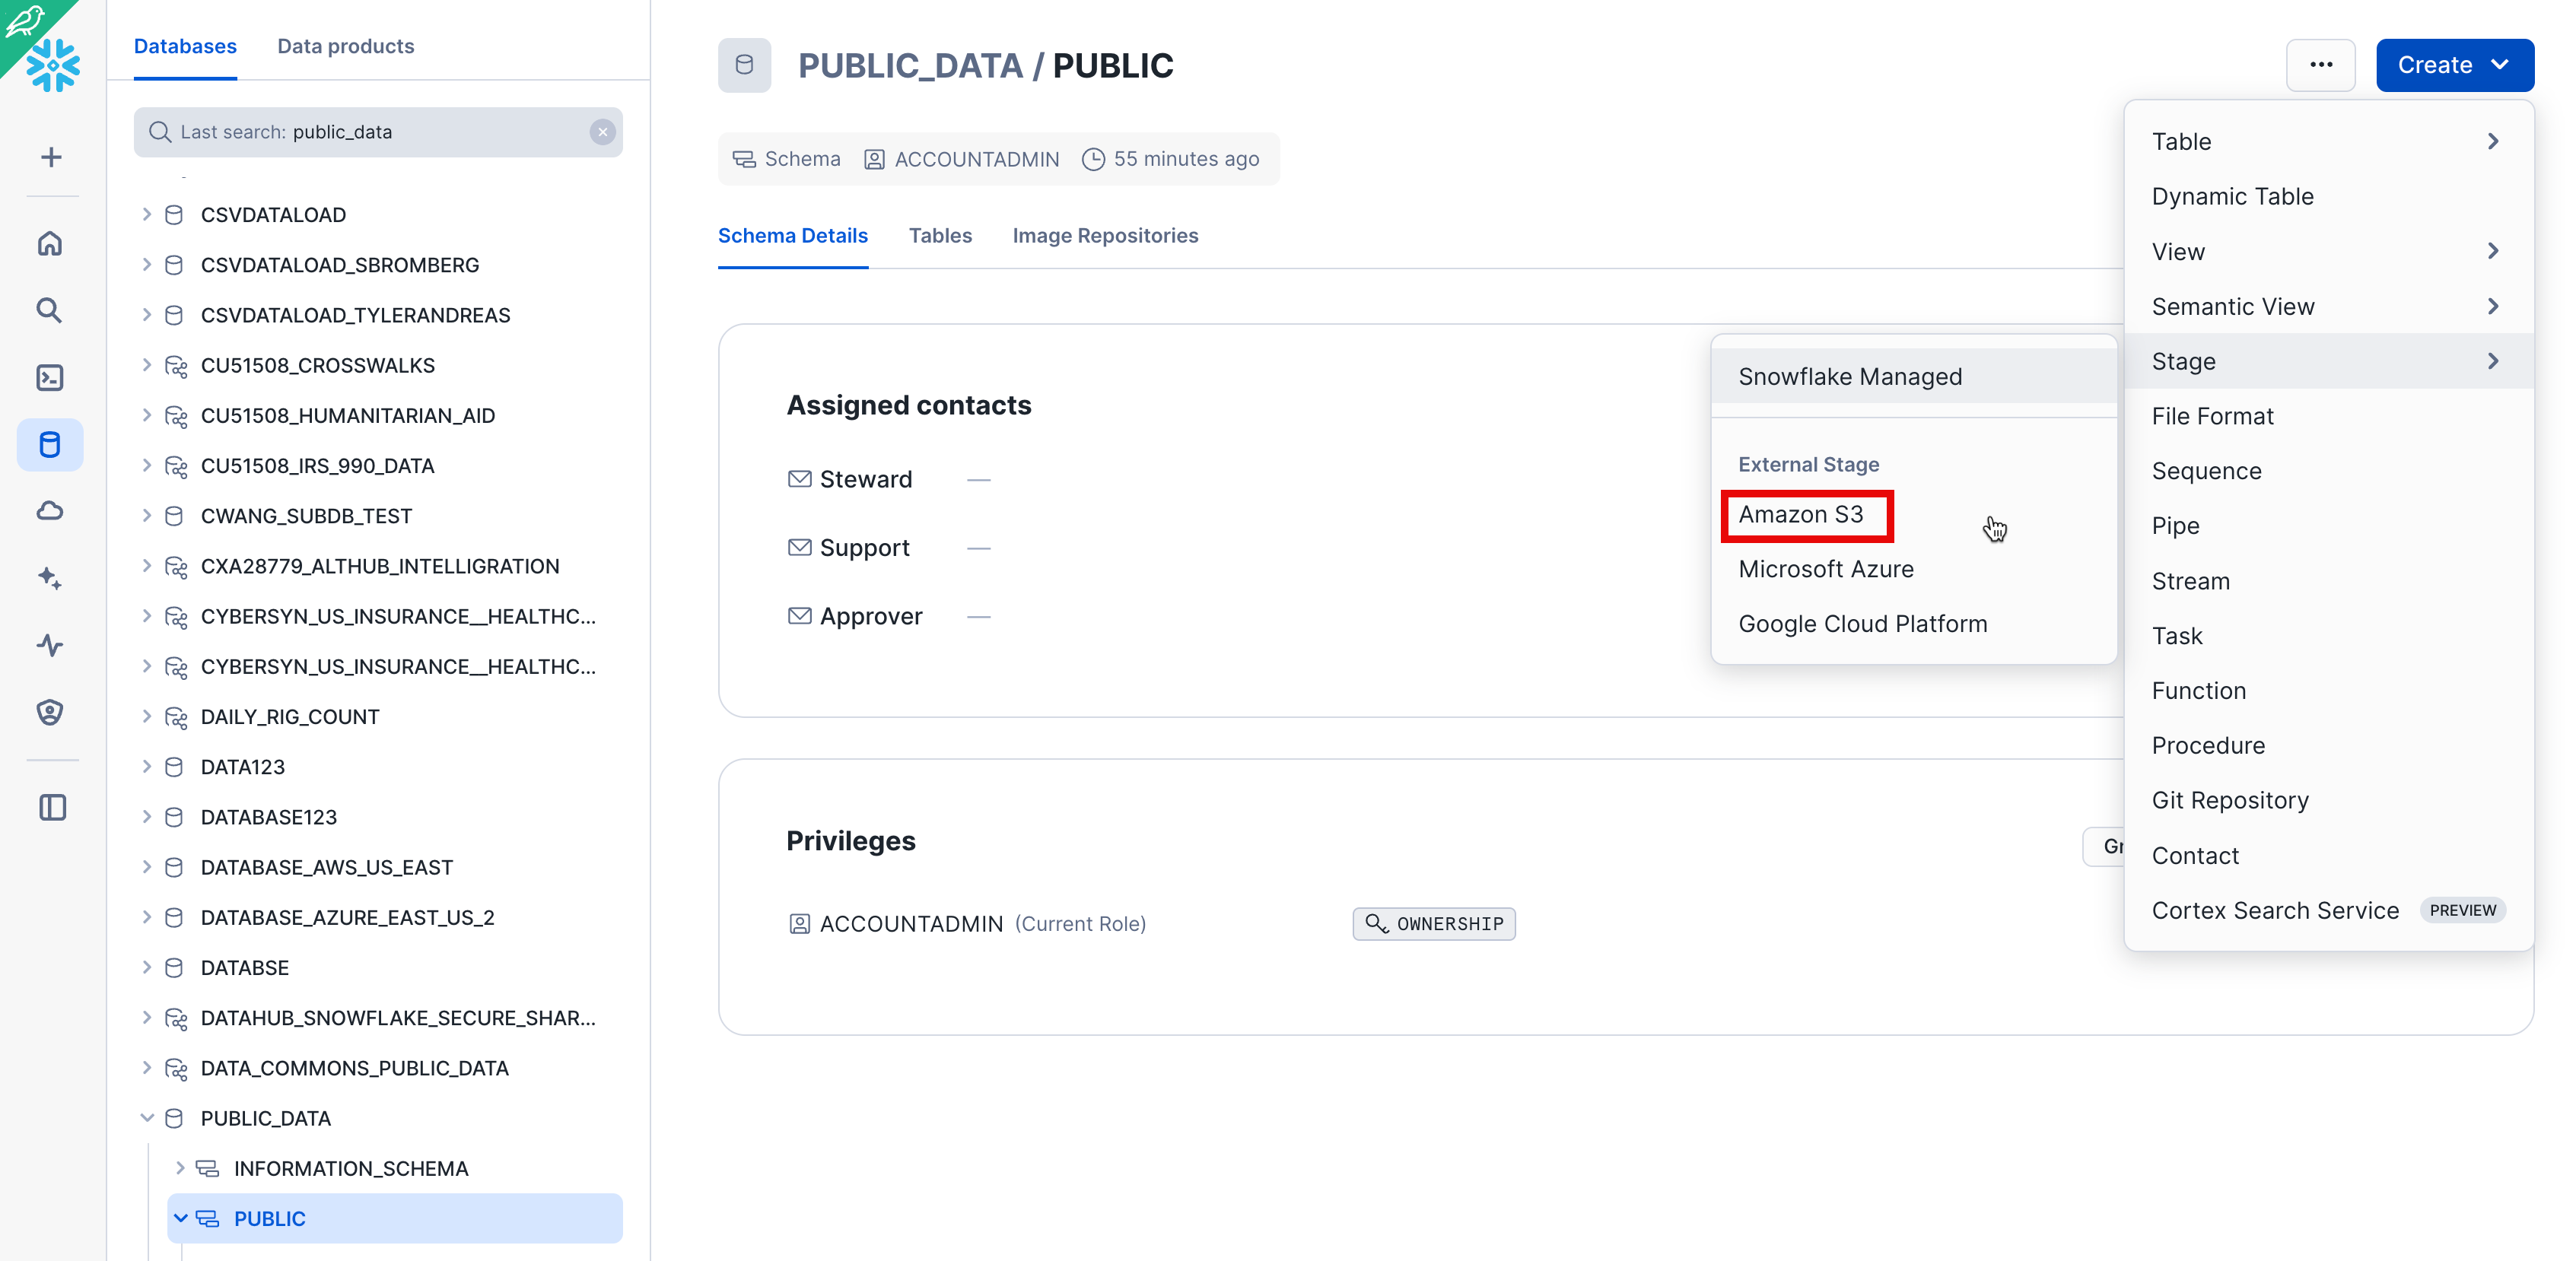 Databases
Data products
Last search: public_data
CSVDATALOAD
CSVDATALOAD_SBROMBERG
CSVDATALOAD_TYLERANDREAS
CU51508_CROSSWALKS
CU51508_HUMANITARIAN_AID
CU51508_IRS_990_DATA
CWANG_SUBDB_TEST
CXA28779_ALTHUB_INTELLIGRATION
CYBERSYN_US_INSURANCE__HEALTHC...
CYBERSYN_US_INSURANCE__HEALTHC...
DAILY_RIG_COUNT
DATA123
DATABASE123
DATABASE_AWS_US_EAST
DATABASE_AZURE_EAST_US_2
DATABSE
DATAHUB_SNOWFLAKE_SECURE_SHAR...
DATA_COMMONS_PUBLIC_DATA
PUBLIC_DATA
INFORMATION_SCHEMA
PUBLIC
PUBLIC_DATA / PUBLIC
... Create
Schema ACCOUNTADMIN 55 minutes ago
Schema Details Tables Image Repositories
Assigned contacts
Steward —
Support —
Approver —
Privileges
Gr
ACCOUNTADMIN (Current Role) OWNERSHIP
Snowflake Managed
External Stage
Amazon S3
Microsoft Azure
Google Cloud Platform
Table
Dynamic Table
View
Semantic View
Stage
File Format
Sequence
Pipe
Stream
Task
Function
Procedure
Git Repository
Contact
Cortex Search Service PREVIEW